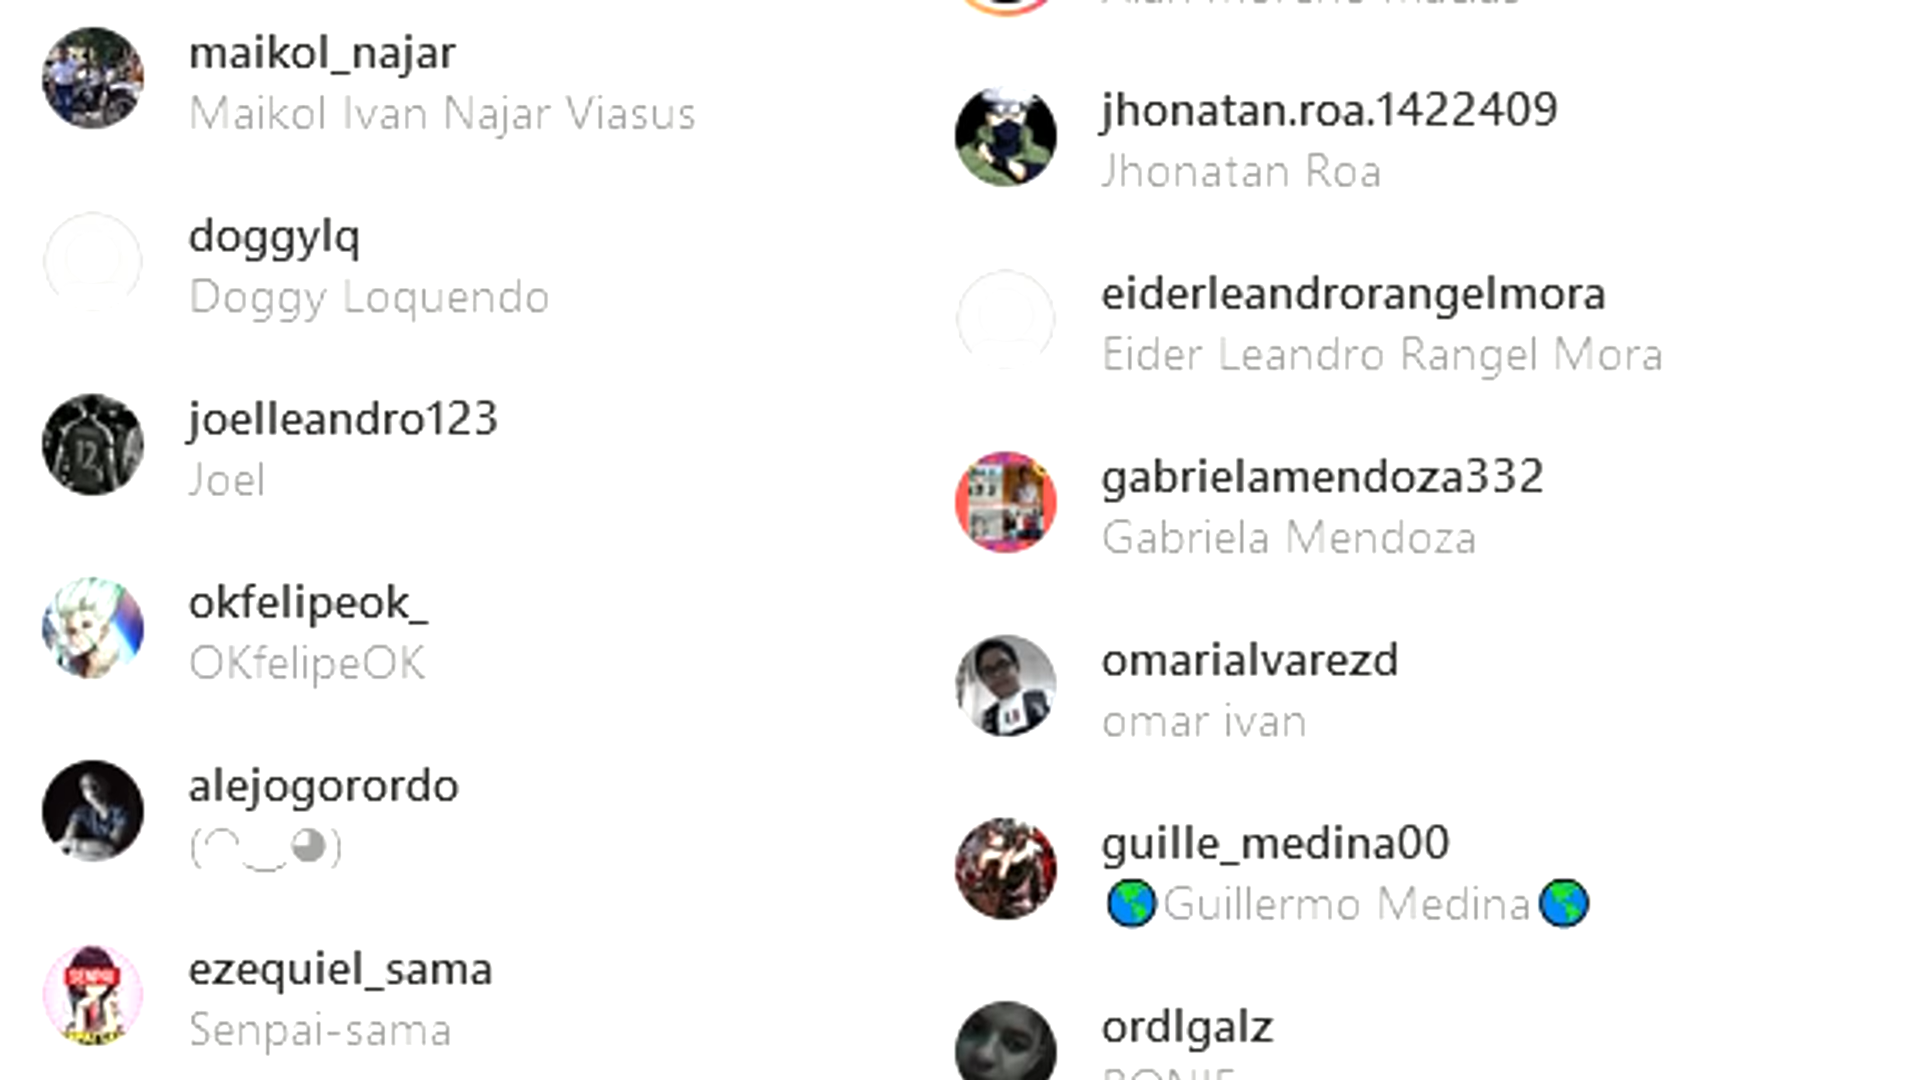 maikol_najar
Maikol Ivan Najar Viasus
doggylq
Doggy Loquendo
joelleandro123
Joel
okfelipeok_
OKfelipeOK
alejogorordo
(◠‿◕)
ezequiel_sama
Senpai-sama
jhonatan.roa.1422409
Jhonatan Roa
eiderleandrorangelmora
Eider Leandro Rangel Mora
gabrielamendoza332
Gabriela Mendoza
omarialvarezd
omar ivan
guille_medina00
🌎Guillermo Medina🌎
ordlgalz